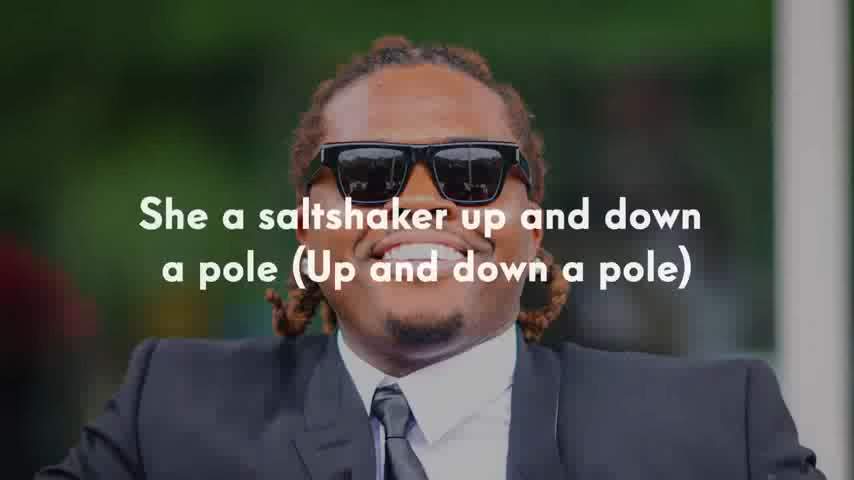 She a saltshaker up and down
a pole (Up and down a pole)